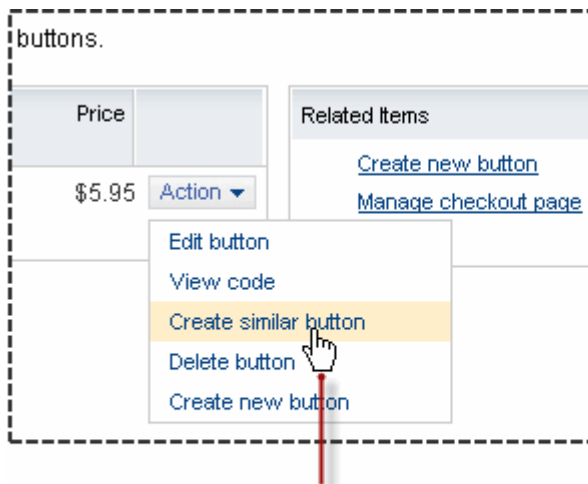 buttons.
Price
Related Items
Create new button
Manage checkout page
$5.95 Action
Edit button
View code
Create similar button
Delete button
Create new button